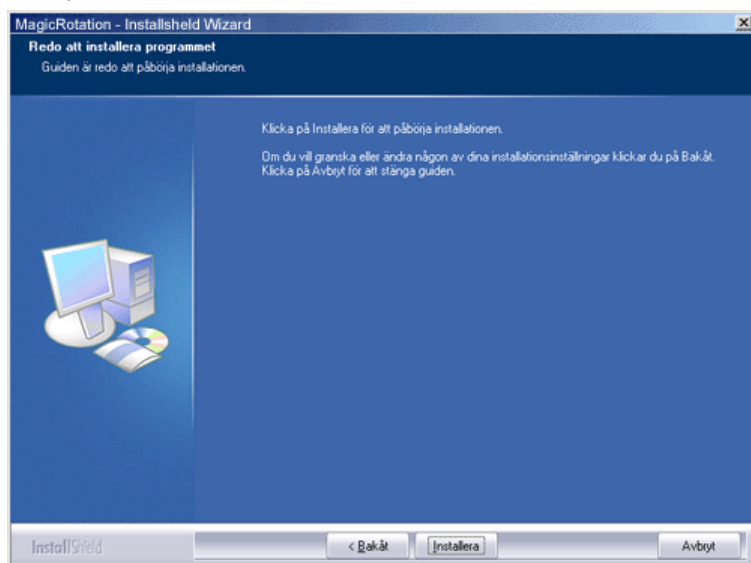 MagicRotation - Installsheld Wizard
Redo att installera programmet
Guiden är redo att påbörja installationen.
Klicka på Installera för att påbörja installationen.
Om du vill granska eller ändra någon av dina installationsinställningar klickar du på Bakåt.
Klicka på Avbryt för att stänga guiden.
InstallShield
< Bakåt
Installera
Avbryt